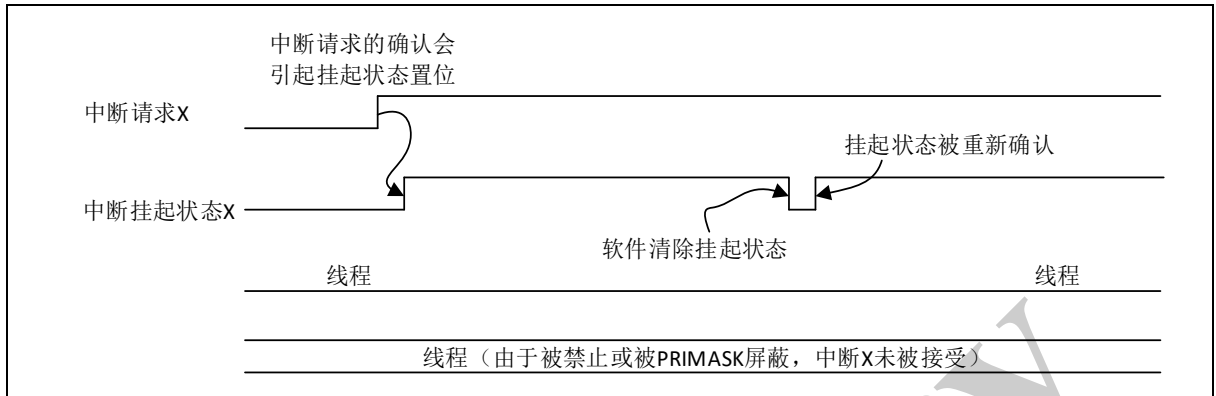 中断请求的确认会
引起挂起状态置位
中断请求X
挂起状态被重新确认
中断挂起状态X
软件清除挂起状态
线程
线程
线程（由于被禁止或被PRIMASK屏蔽，中断X未被接受）